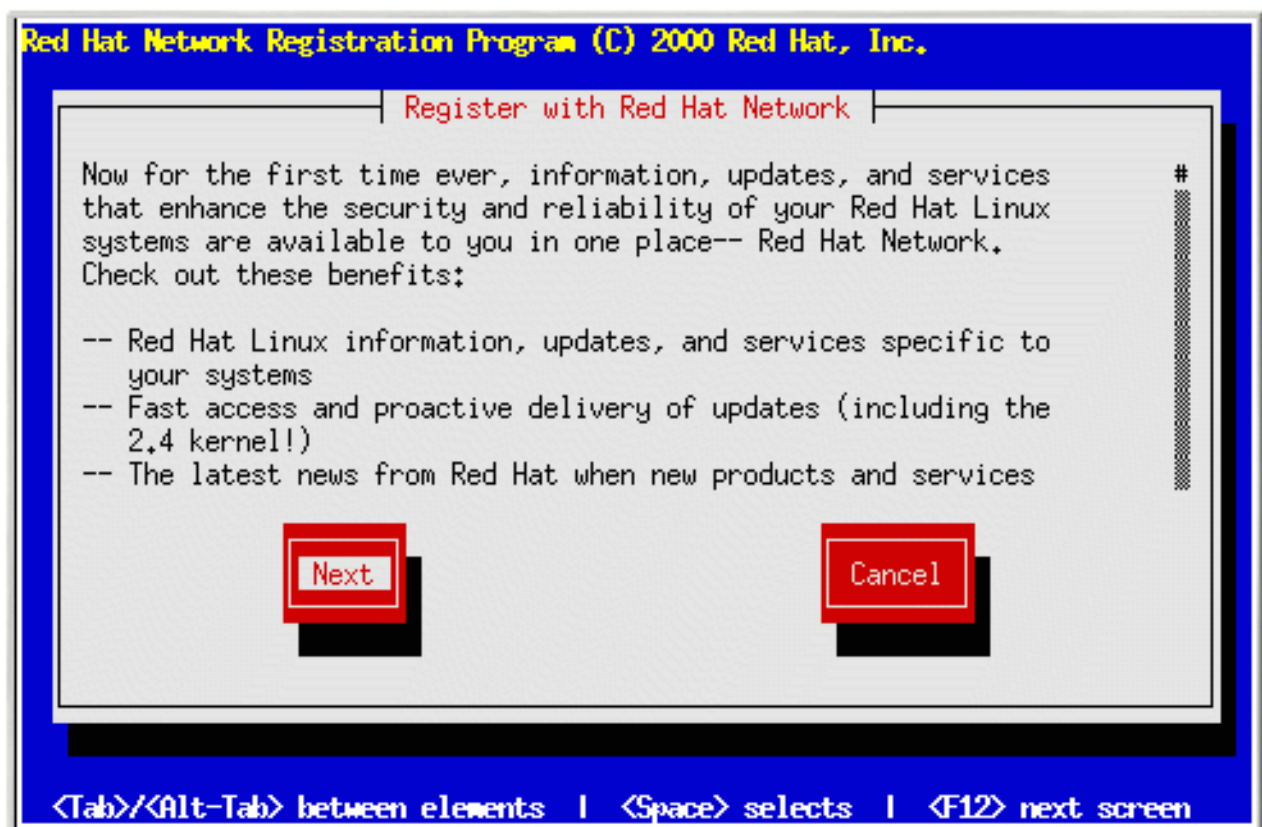 Red Hat Network Registration Program (C) 2000 Red Hat, Inc.
Register with Red Hat Network
Now for the first time ever, information, updates, and services
that enhance the security and reliability of your Red Hat Linux
systems are available to you in one place-- Red Hat Network.
Check out these benefits:
-- Red Hat Linux information, updates, and services specific to
your systems
-- Fast access and proactive delivery of updates (including the
2.4 kernel!)
-- The latest news from Red Hat when new products and services
Next Cancel
<Tab>/<Alt-Tab> between elements | <Space> selects | <F12> next screen